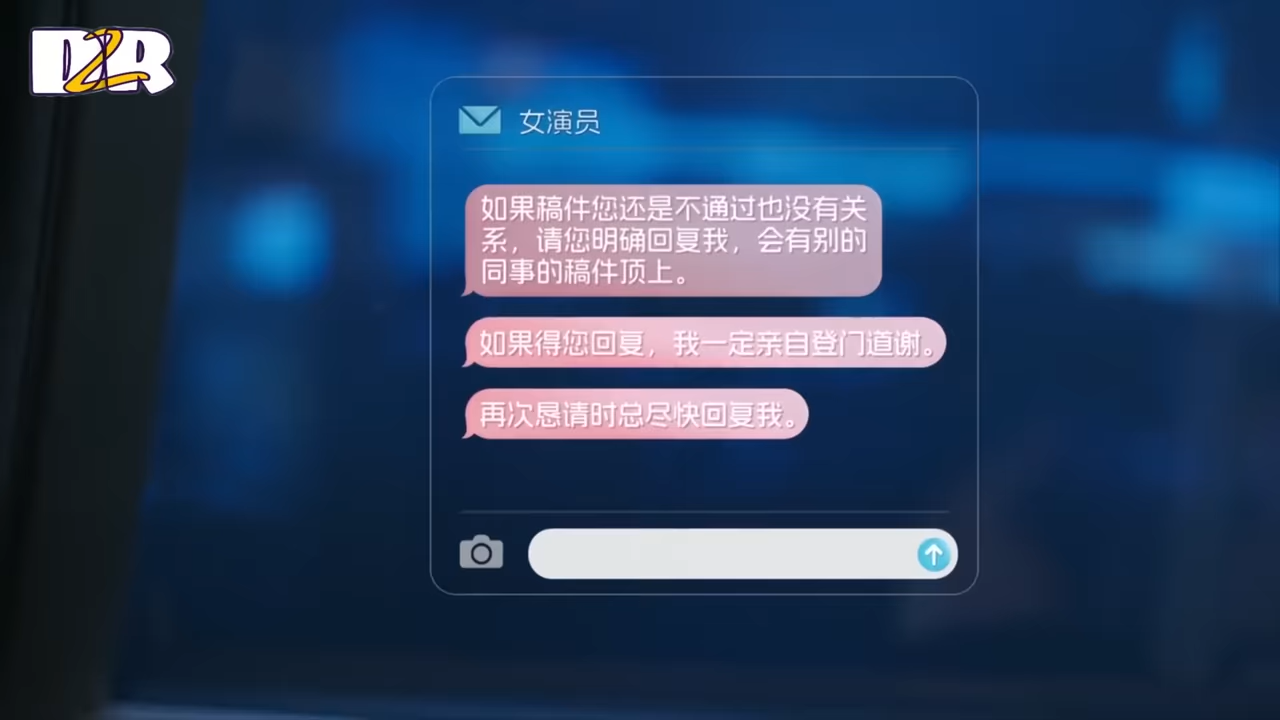 DZR
女演员
如果稿件您还是不通过也没有关
系，请您明确回复我，会有别的
同事的稿件顶上。
如果得您回复，我一定亲自登门道谢。
再次恳请时总尽快回复我。